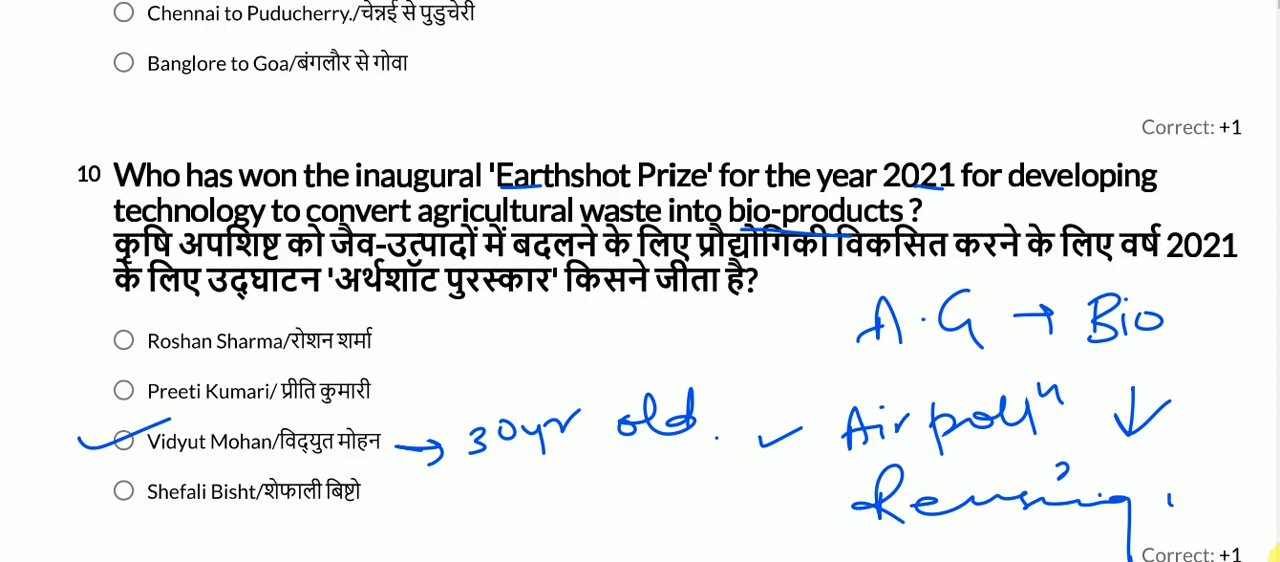 Chennai to Puducherry./चेन्नई से पुडुचेरी
Banglore to Goa/बंगलौर से गोवा
Correct: +1
10 Who has won the inaugural 'Earthshot Prize' for the year 2021 for developing
technology to convert agricultural waste into bio-products ?
कृषि अपशिष्ट को जैव-उत्पादों में बदलने के लिए प्रौद्योगिकी विकसित करने के लिए वर्ष 2021
के लिए उद्घाटन 'अर्थशॉट पुरस्कार' किसने जीता है?
A.G → Bio
Roshan Sharma/रोशन शर्मा
Preeti Kumari/ प्रीति कुमारी
Air pollⁿ ↓
Vidyut Mohan/विद्युत मोहन → 30yr old.
Shefali Bisht/शेफाली बिष्टो
Correct: +1